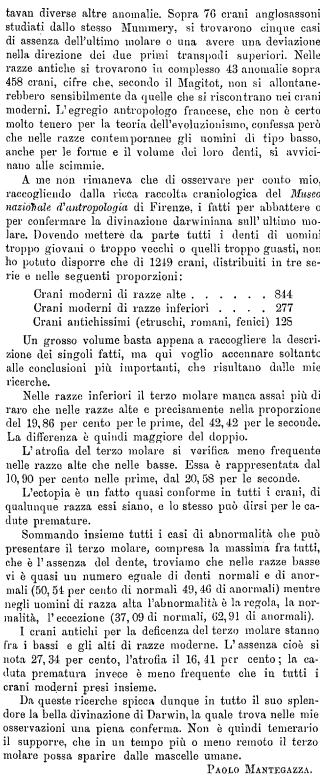 tavan diverse altre anomalie. Sopra 76 crani anglosassoni
studiati dallo stesso Mummery, si trovarono cinque casi
di assenza dell'ultimo molare o una avere una deviazione
nella direzione dei due primi transpodi superiori. Nelle
razze antiche si trovarono in complesso 43 anomalie sopra
458 crani, cifre che, secondo il Magitot, non si allontane-
rebbero sensibilmente da quelle che si riscontrano nei crani
moderni. L'egregio antropologo francese, che non è certo
molto tenero per la teoria dell'evoluzionismo, confessa però
che nelle razze contemporanee gli uomini di tipo basso,
anche per le forme e il volume dei loro denti, si avvici-
nano alle scimmie.
A me non rimaneva che di osservare per conto mio,
raccogliendo dalla ricca raccolta craniologica del Museo
nazionale d'antropologia di Firenze, i fatti per abbattere o
per confermare la divinazione darwiniana sull'ultimo mo-
lare. Dovendo mettere da parte tutti i denti di uomini
troppo giovani o troppo vecchi o quelli troppo guasti, non
ho potuto disporre che di 1249 crani, distribuiti in tre se-
rie e nelle seguenti proporzioni:
Crani moderni di razze alte . . . . . . 844
Crani moderni di razze inferiori . . . . 277
Crani antichissimi (etruschi, romani, fenici) 128
Un grosso volume basta appena a raccogliere la descri-
zione dei singoli fatti, ma qui voglio accennare soltanto
alle conclusioni più importanti, che risultano dalle mie
ricerche.
Nelle razze inferiori il terzo molare manca assai più di
raro che nelle razze alte e precisamente nella proporzione
del 19,86 per cento per le prime, del 42,42 per le seconde.
La differenza è quindi maggiore del doppio.
L'atrofia del terzo molare si verifica meno frequente
nelle razze alte che nelle basse. Essa è rappresentata dal
10,90 per cento nelle prime, dal 20,58 per le seconde.
L'ectopia è un fatto quasi conforme in tutti i crani, di
qualunque razza essi siano, e lo stesso può dirsi per le ca-
dute premature.
Sommando insieme tutti i casi di abnormalità che può
presentare il terzo molare, compresa la massima fra tutti,
che è l'assenza del dente, troviamo che nelle razze basse
vi è quasi un numero eguale di denti normali e di anor-
mali (50,54 per cento di normali 49,46 di anormali) mentre
negli uomini di razza alta l'abnormalità è la regola, la nor-
malità, l'eccezione (37,09 di normali, 62,91 di anormali).
I crani antichi per la deficenza del terzo molare stanno
fra i bassi e gli alti di razze moderne. L'assenza cioè si
nota 27,34 per cento, l'atrofia il 16,41 per cento; la ca-
duta prematura invece è meno frequente che in tutti i
crani moderni presi insieme.
Da queste ricerche spicca dunque in tutto il suo splen-
dore la bella divinazione di Darwin, la quale trova nelle mie
osservazioni una piena conferma. Non è quindi temerario
il supporre, che in un tempo più o meno remoto il terzo
molare possa sparire dalle mascelle umane.
PAOLO MANTEGAZZA.